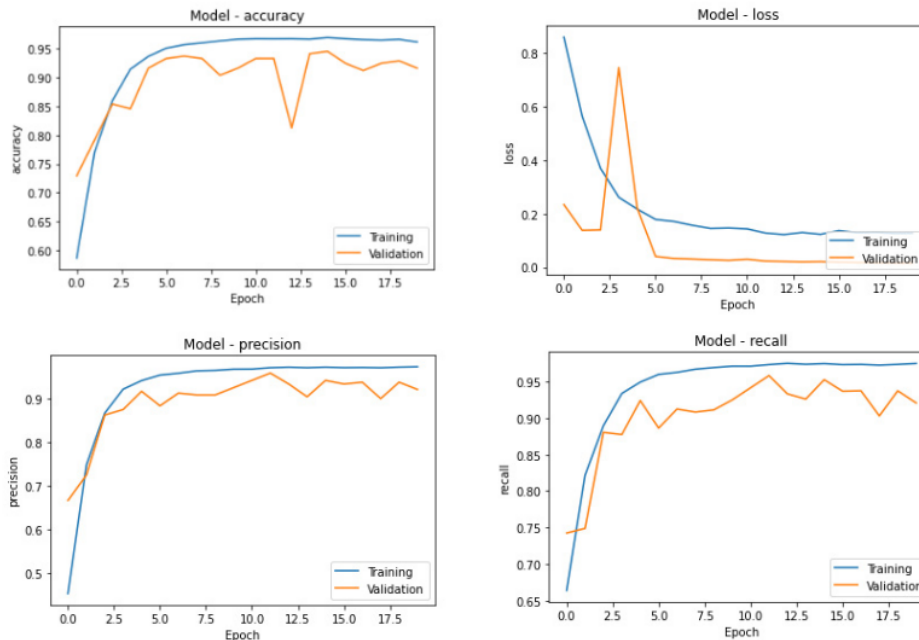 Model - accuracy
accuracy
0.95
0.90
0.85
0.80
0.75
0.70
0.65
0.60
0.0 2.5 5.0 7.5 10.0 12.5 15.0 17.5
Epoch
Training
Validation
Model - loss
loss
0.8
0.6
0.4
0.2
0.0
0.0 2.5 5.0 7.5 10.0 12.5 15.0 17.5
Epoch
Training
Validation
Model - precision
precision
0.9
0.8
0.7
0.6
0.5
0.0 2.5 5.0 7.5 10.0 12.5 15.0 17.5
Epoch
Training
Validation
Model - recall
recall
0.95
0.90
0.85
0.80
0.75
0.70
0.65
0.0 2.5 5.0 7.5 10.0 12.5 15.0 17.5
Epoch
Training
Validation